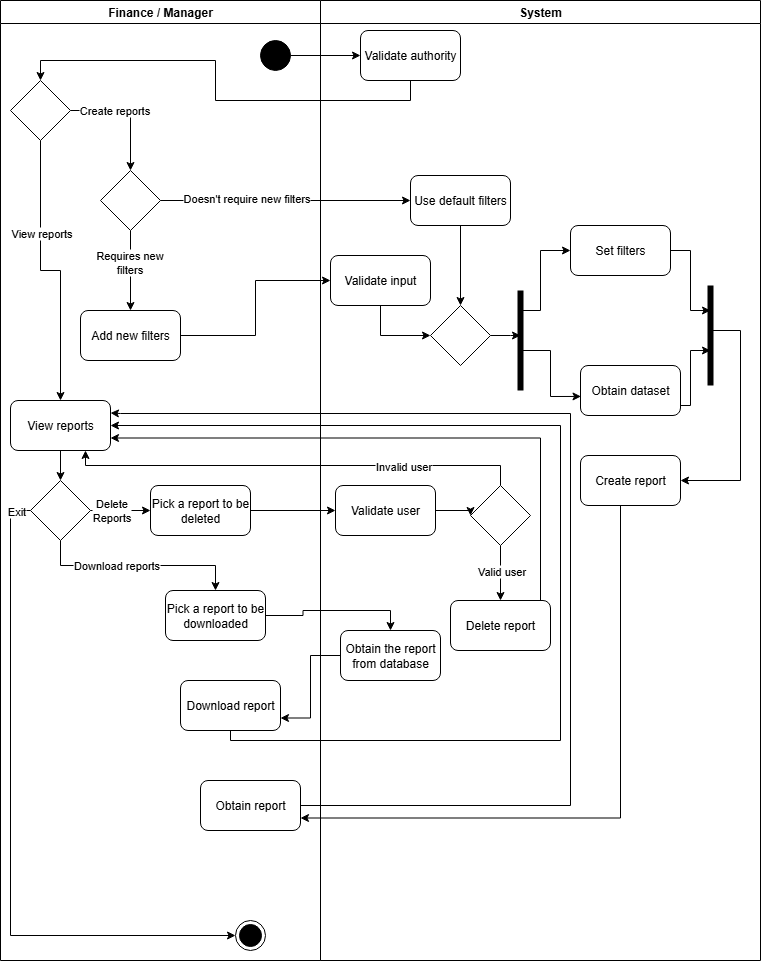 Finance / Manager
System
Validate authority
Create reports
Doesn't require new filters
Use default filters
View reports
Requires new
filters
Set filters
Validate input
Add new filters
Obtain dataset
View reports
Invalid user
Create report
Exit
Delete
Reports
Pick a report to be
deleted
Validate user
Download reports
Valid user
Pick a report to be
downloaded
Delete report
Obtain the report
from database
Download report
Obtain report